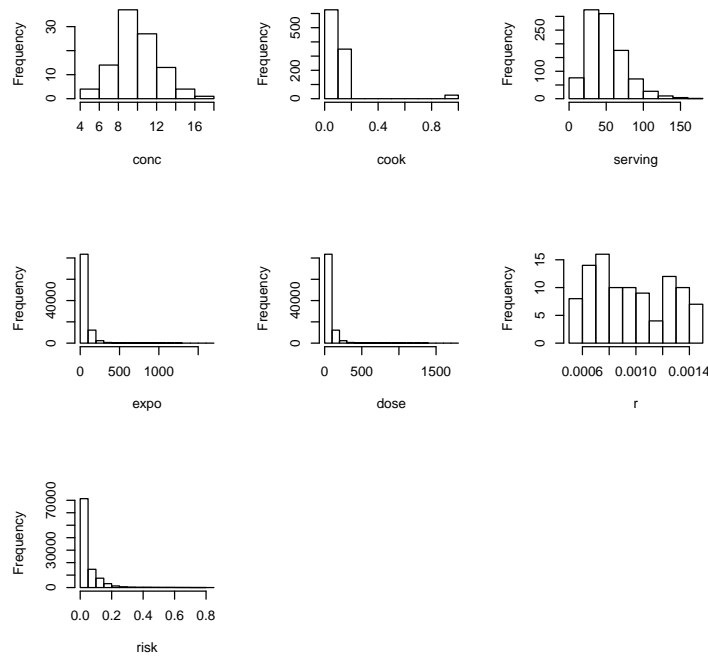 Frequency
0 10 30
4 6 8 12 16
conc
Frequency
0 200 500
0.0 0.4 0.8
cook
Frequency
0 100 300
0 50 100 150
serving
Frequency
0 40000
0 500 1000
expo
Frequency
0 40000
0 500 1500
dose
Frequency
0 5 10 15
0.0006 0.0010 0.0014
r
Frequency
0 30000 70000
0.0 0.2 0.4 0.6 0.8
risk